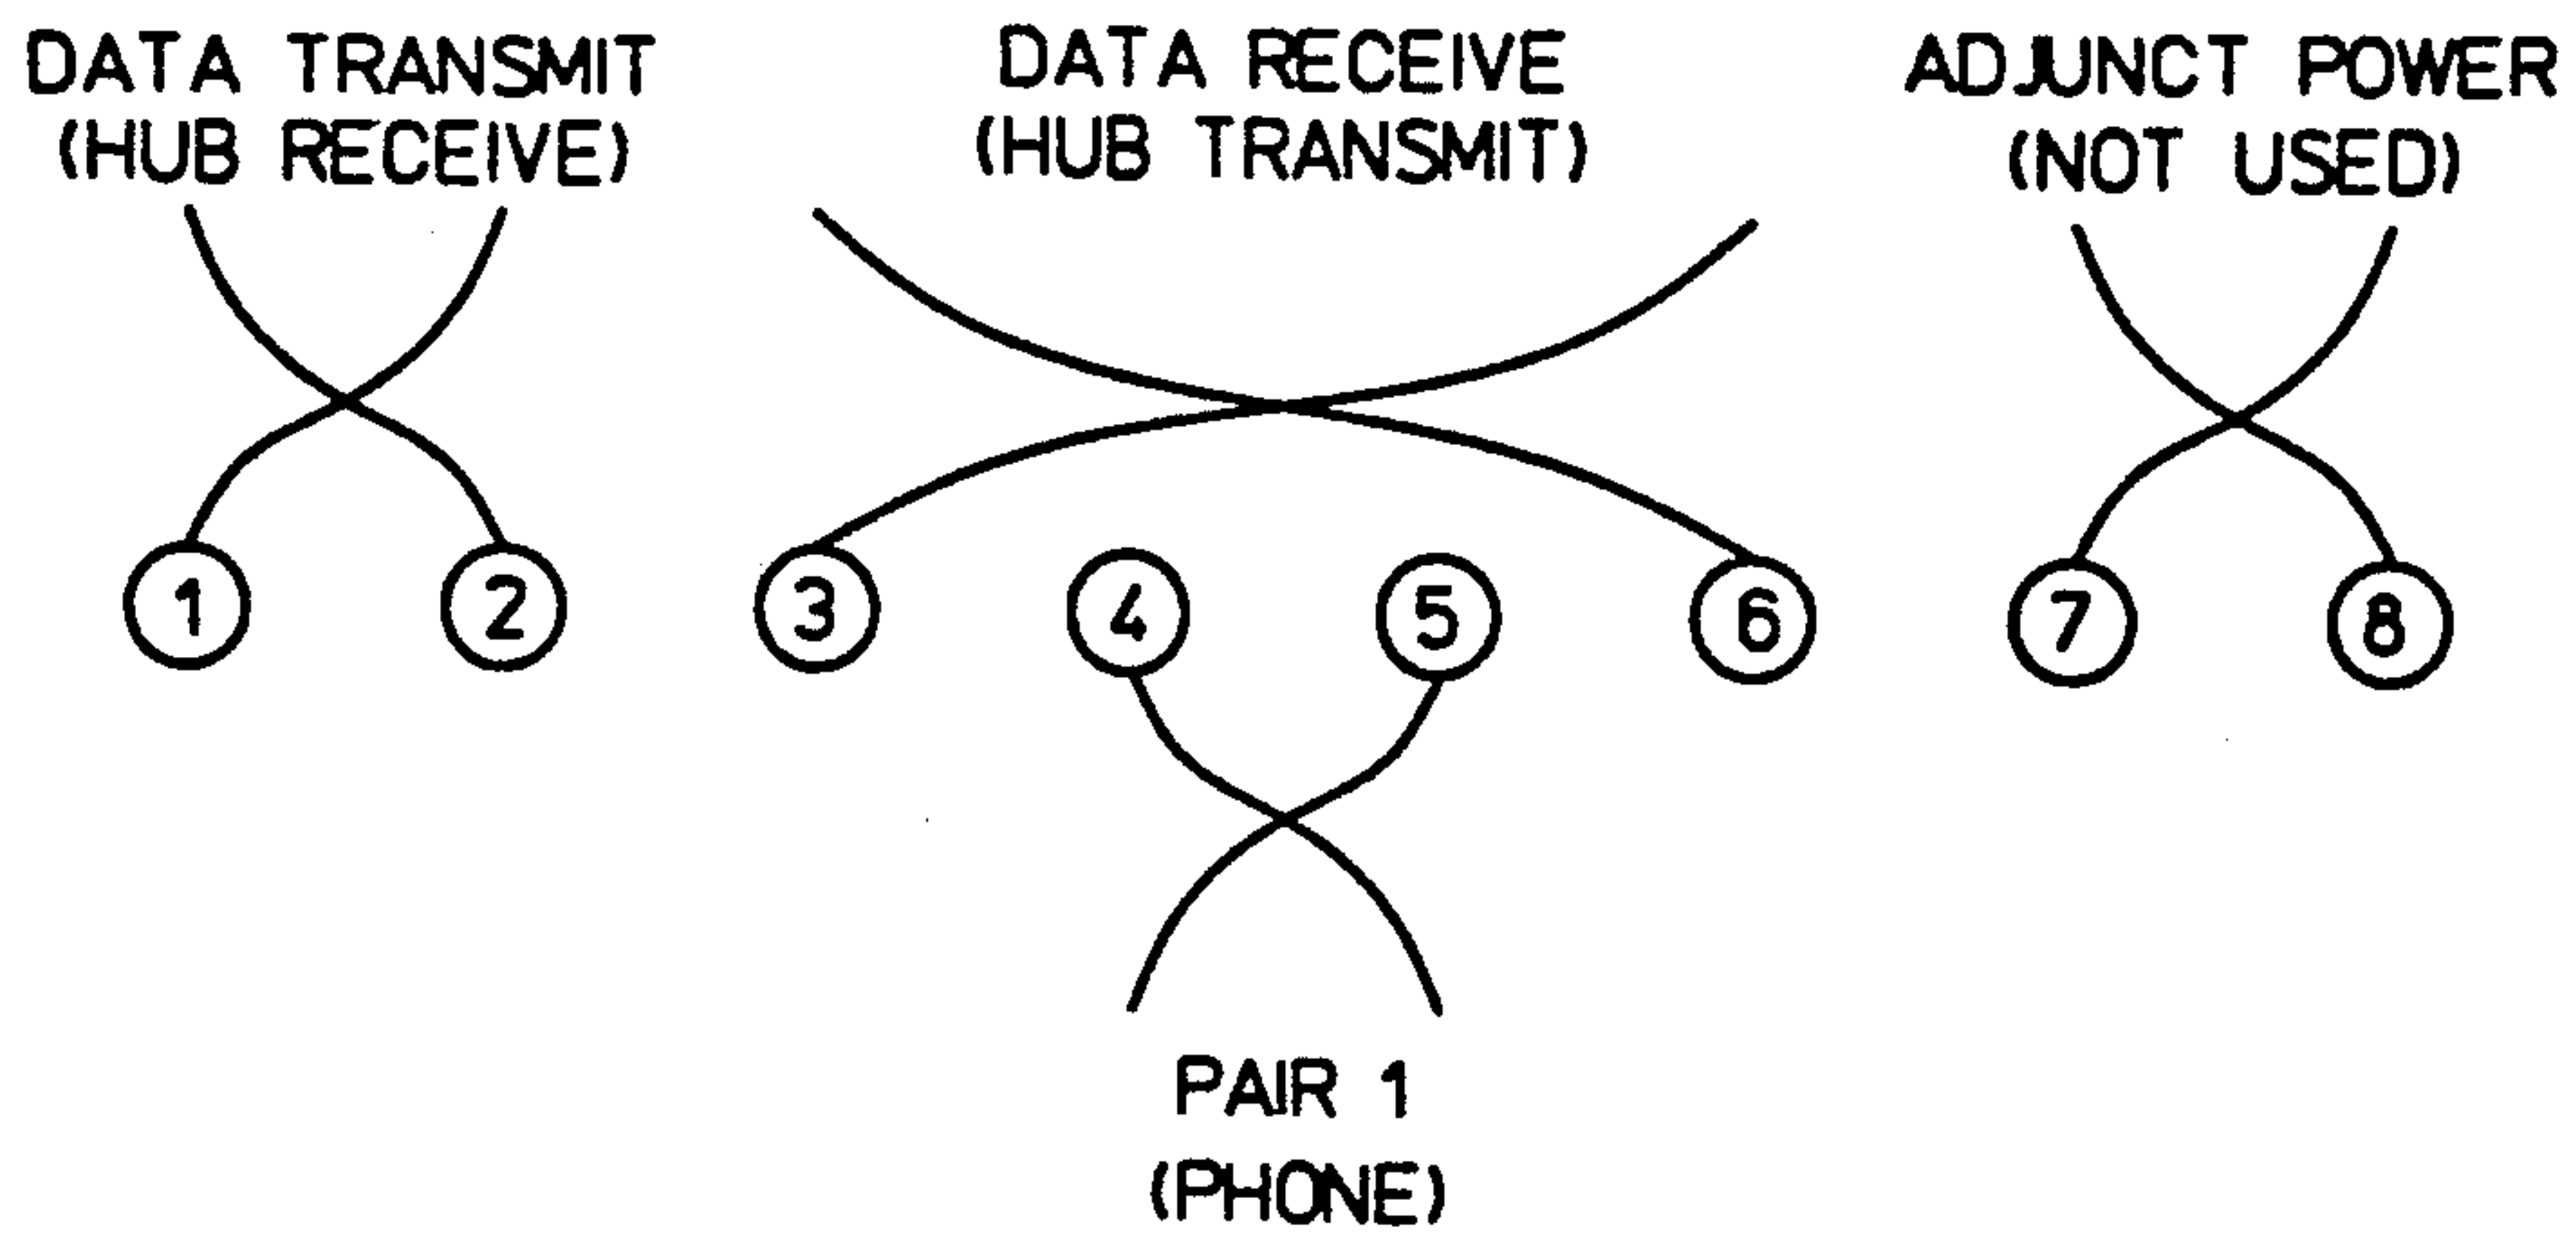 DATA TRANSMIT
(HUB RECEIVE)
DATA RECEIVE
(HUB TRANSMIT)
ADJUNCT POWER
(NOT USED)
1 2 3 4 5 6 7 8
PAIR 1
(PHONE)